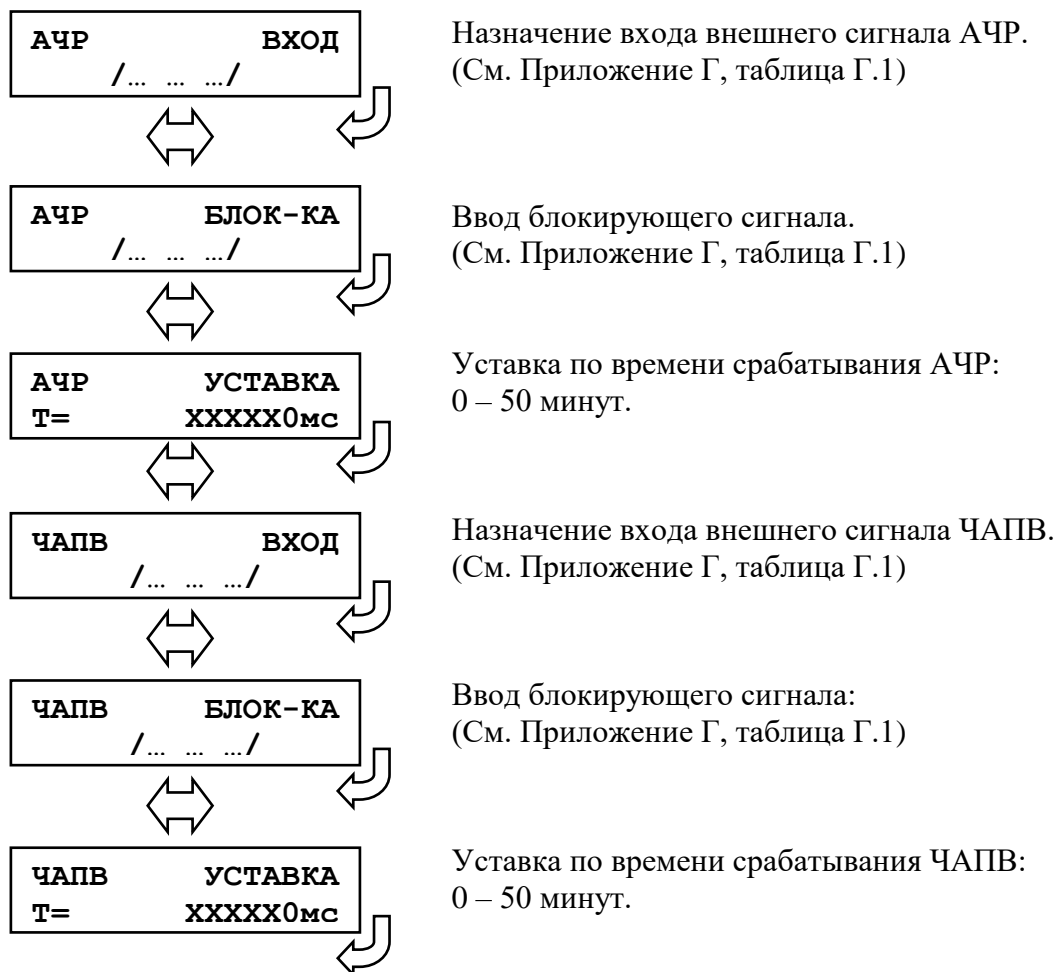 АЧР ВХОД
/… … …/
Назначение входа внешнего сигнала АЧР.
(См. Приложение Г, таблица Г.1)
АЧР БЛОК-КА
/… … …/
Ввод блокирующего сигнала.
(См. Приложение Г, таблица Г.1)
АЧР УСТАВКА
Т= ХХХХХ0мс
Уставка по времени срабатывания АЧР:
0 – 50 минут.
ЧАПВ ВХОД
/… … …/
Назначение входа внешнего сигнала ЧАПВ.
(См. Приложение Г, таблица Г.1)
ЧАПВ БЛОК-КА
/… … …/
Ввод блокирующего сигнала:
(См. Приложение Г, таблица Г.1)
ЧАПВ УСТАВКА
Т= ХХХХХ0мс
Уставка по времени срабатывания ЧАПВ:
0 – 50 минут.